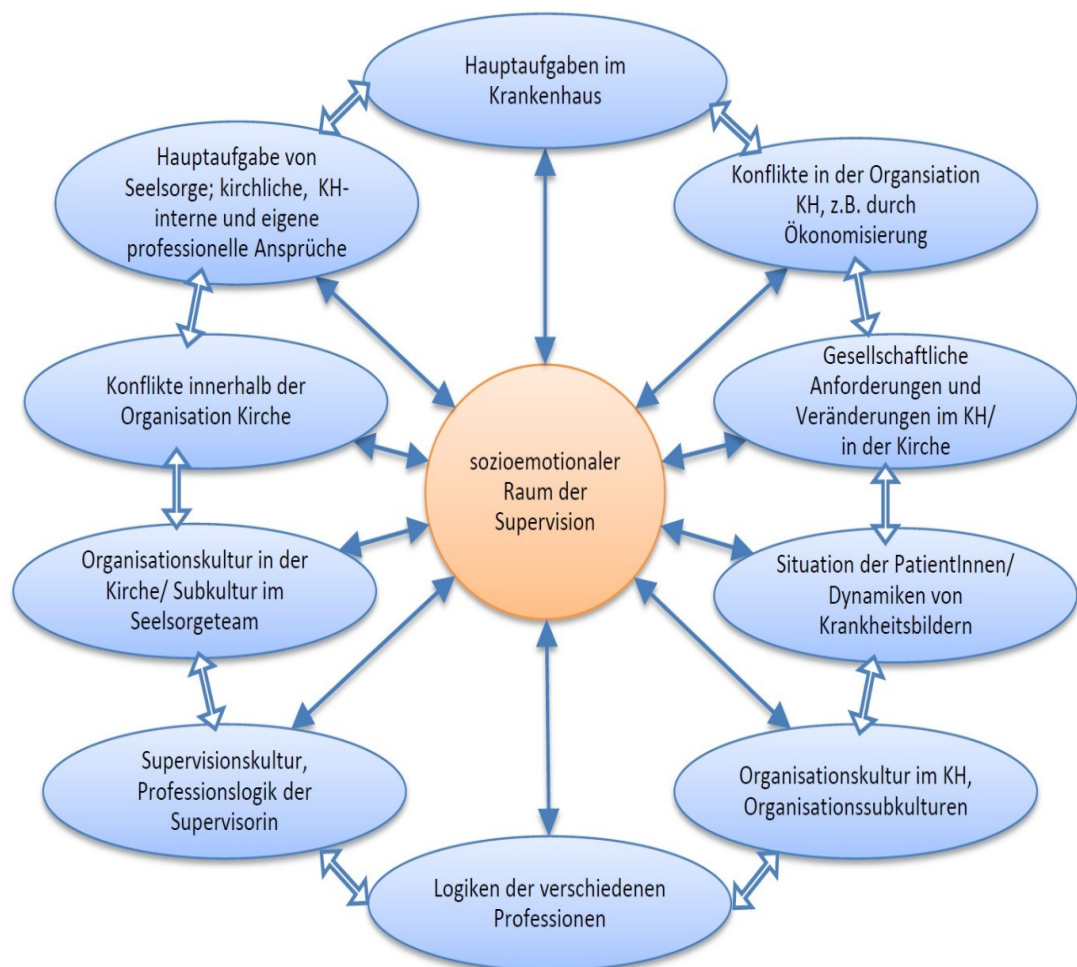 Hauptaufgaben im
Krankenhaus
Hauptaufgabe von
Seelsorge; kirchliche, KH-
interne und eigene
professionelle Ansprüche
Konflikte in der Organsiation
KH, z.B. durch
Ökonomisierung
Konflikte innerhalb der
Organisation Kirche
Gesellschaftliche
Anforderungen und
Veränderungen im KH/
in der Kirche
sozioemotionaler
Raum der
Supervision
Organisationskultur in der
Kirche/ Subkultur im
Seelsorgeteam
Situation der PatientInnen/
Dynamiken von
Krankheitsbildern
Supervisionskultur,
Professionslogik der
Supervisorin
Organisationskultur im KH,
Organisationssubkulturen
Logiken der verschiedenen
Professionen